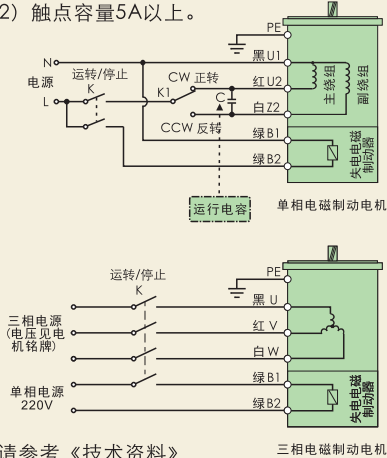 2) 触点容量5A以上。
PE
黑 U1
N
电源
运转/停止
K
L
K1
CW 正转
红 U2
C
白 Z2
CCW 反转
绿 B1
绿 B2
主绕组
副绕组
失电电磁
制动器
运行电容
单相电磁制动电机
PE
运转/停止
K
黑 U
三相电源
(电压见电
机铭牌)
红 V
白 W
绿 B1
单相电源
220V
绿 B2
失电电磁
制动器
请参考《技术资料》
三相电磁制动电机